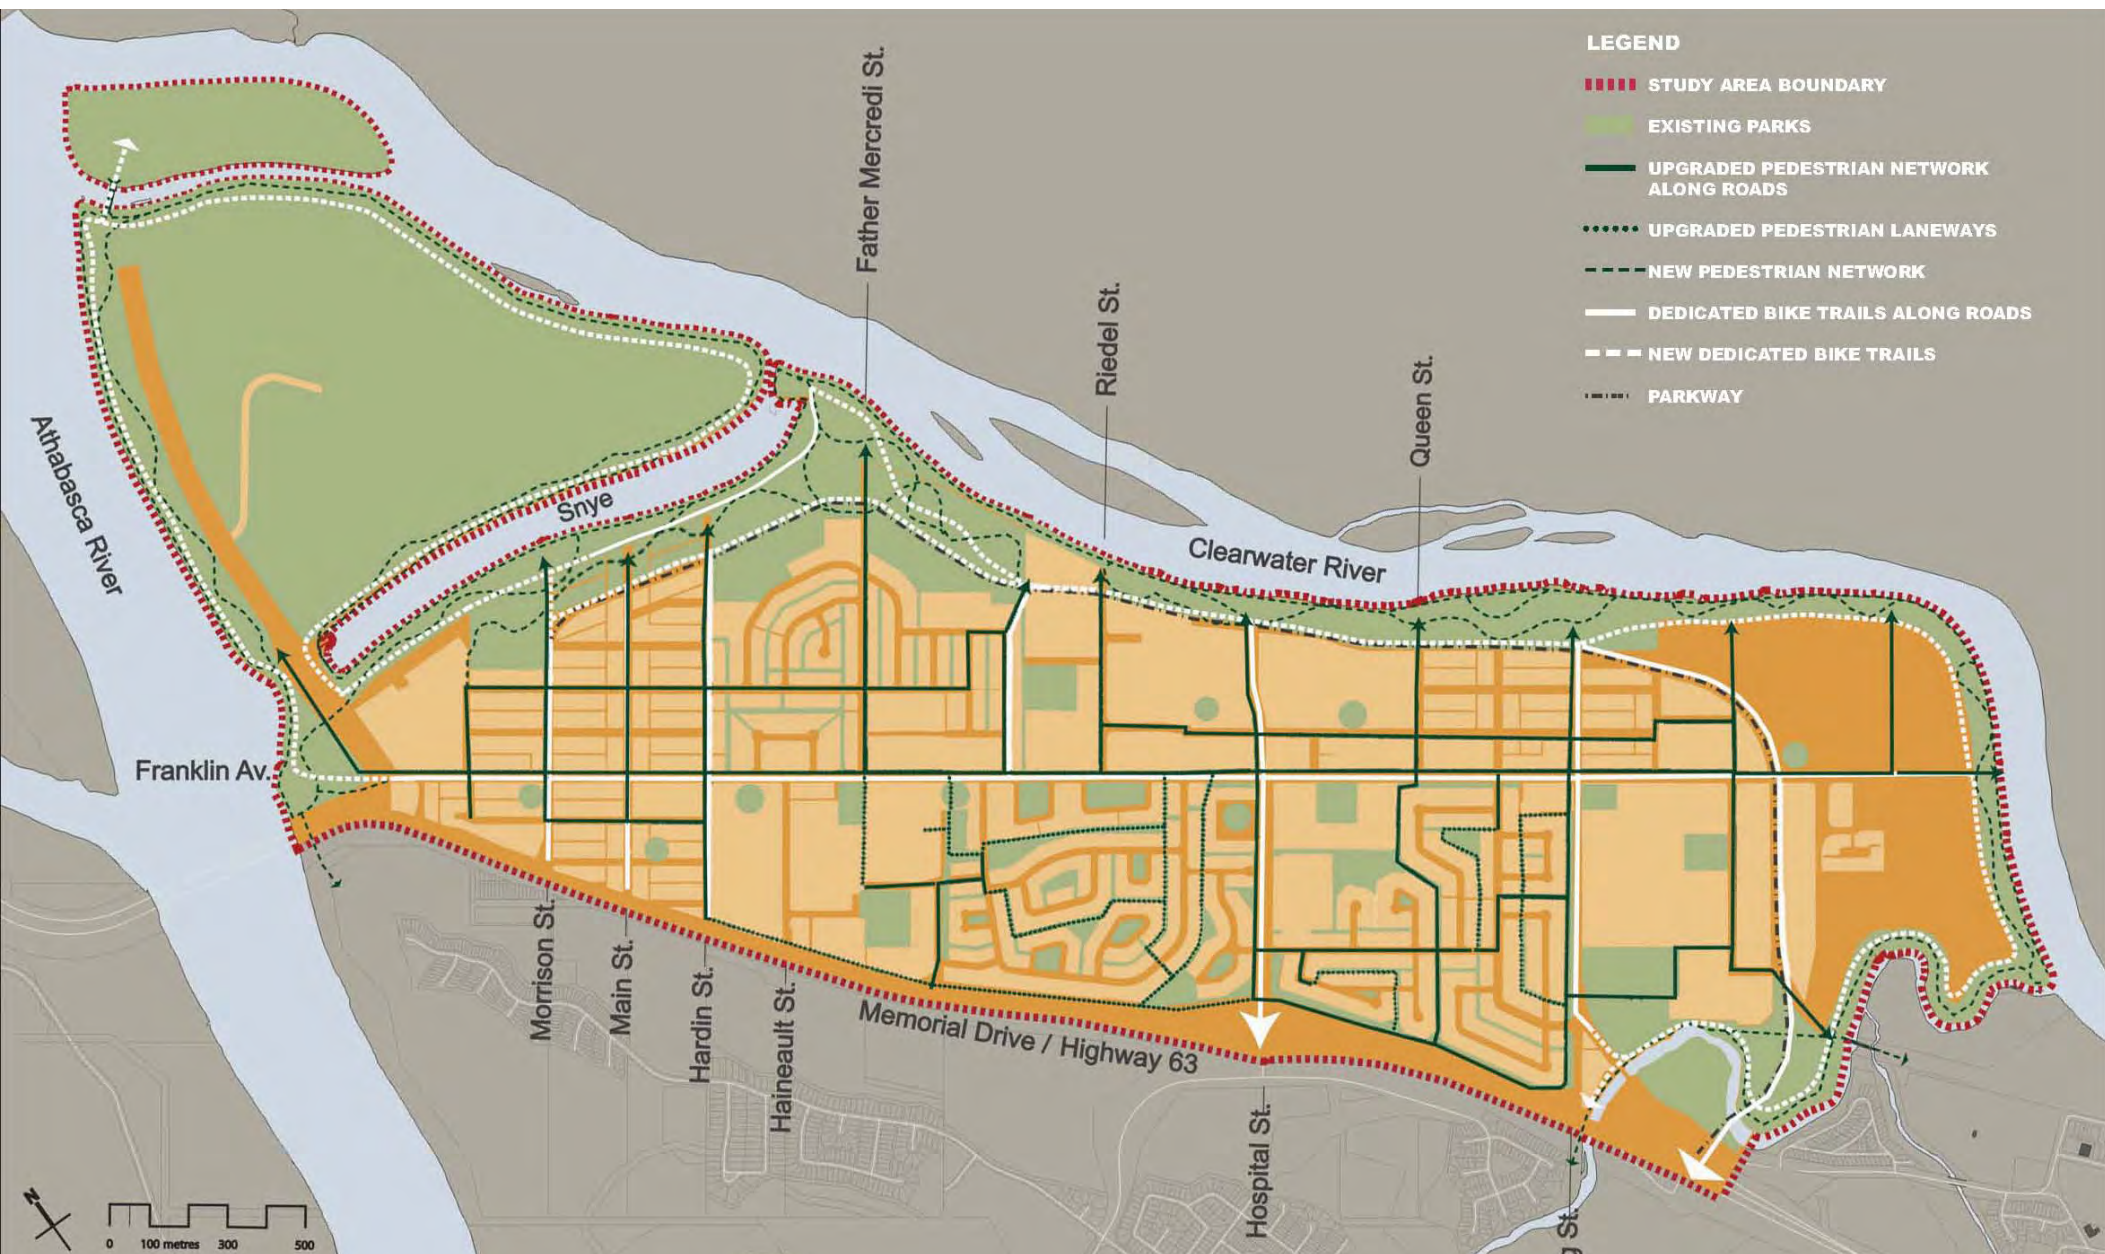 LEGEND
STUDY AREA BOUNDARY
EXISTING PARKS
UPGRADED PEDESTRIAN NETWORK
ALONG ROADS
UPGRADED PEDESTRIAN LANEWAYS
NEW PEDESTRIAN NETWORK
DEDICATED BIKE TRAILS ALONG ROADS
NEW DEDICATED BIKE TRAILS
PARKWAY
Father Mercredi St.
Riedel St.
Queen St.
Athabasca River
Snye
Clearwater River
Franklin Av.
Morrison St.
Main St.
Hardin St.
Haineault St.
Memorial Drive / Highway 63
Hospital St.
g St.
N
0 100 metres 300 500